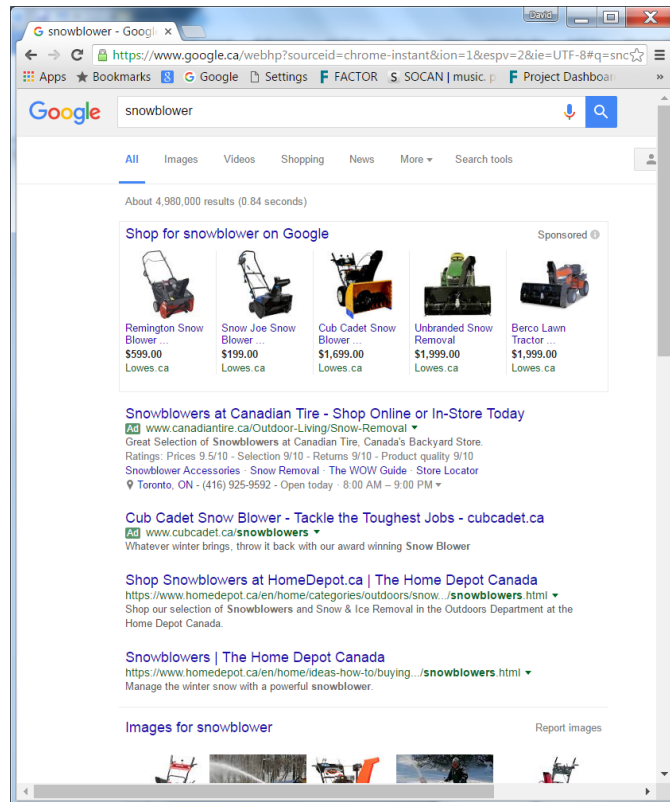 David
G snowblower - Googl
https://www.google.ca/webhp?sourceid=chrome-instant&ion=1&espv=2&ie=UTF-8#q=snc
Apps Bookmarks 8 G Google Settings F FACTOR S SOCAN | music. p F Project Dashboar »
Google snowblower
All Images Videos Shopping News More Search tools
About 4,980,000 results (0.84 seconds)
Shop for snowblower on Google Sponsored
Remington Snow Snow Joe Snow Cub Cadet Snow Unbranded Snow Berco Lawn
Blower ... Blower ... Blower ... Removal Tractor ...
$599.00 $199.00 $1,699.00 $1,999.00 $1,999.00
Lowes.ca Lowes.ca Lowes.ca Lowes.ca Lowes.ca
Snowblowers at Canadian Tire - Shop Online or In-Store Today
Ad www.canadiantire.ca/Outdoor-Living/Snow-Removal
Great Selection of Snowblowers at Canadian Tire, Canada's Backyard Store.
Ratings: Prices 9.5/10 - Selection 9/10 - Returns 9/10 - Product quality 9/10
Snowblower Accessories · Snow Removal · The WOW Guide · Store Locator
Toronto, ON - (416) 925-9592 - Open today · 8:00 AM – 9:00 PM
Cub Cadet Snow Blower - Tackle the Toughest Jobs - cubcadet.ca
Ad www.cubcadet.ca/snowblowers
Whatever winter brings, throw it back with our award winning Snow Blower
Shop Snowblowers at HomeDepot.ca | The Home Depot Canada
https://www.homedepot.ca/en/home/categories/outdoors/snow.../snowblowers.html
Shop our selection of Snowblowers and Snow & Ice Removal in the Outdoors Department at the
Home Depot Canada.
Snowblowers | The Home Depot Canada
https://www.homedepot.ca/en/home/ideas-how-to/buying.../snowblowers.html
Manage the winter snow with a powerful snowblower.
Images for snowblower Report images